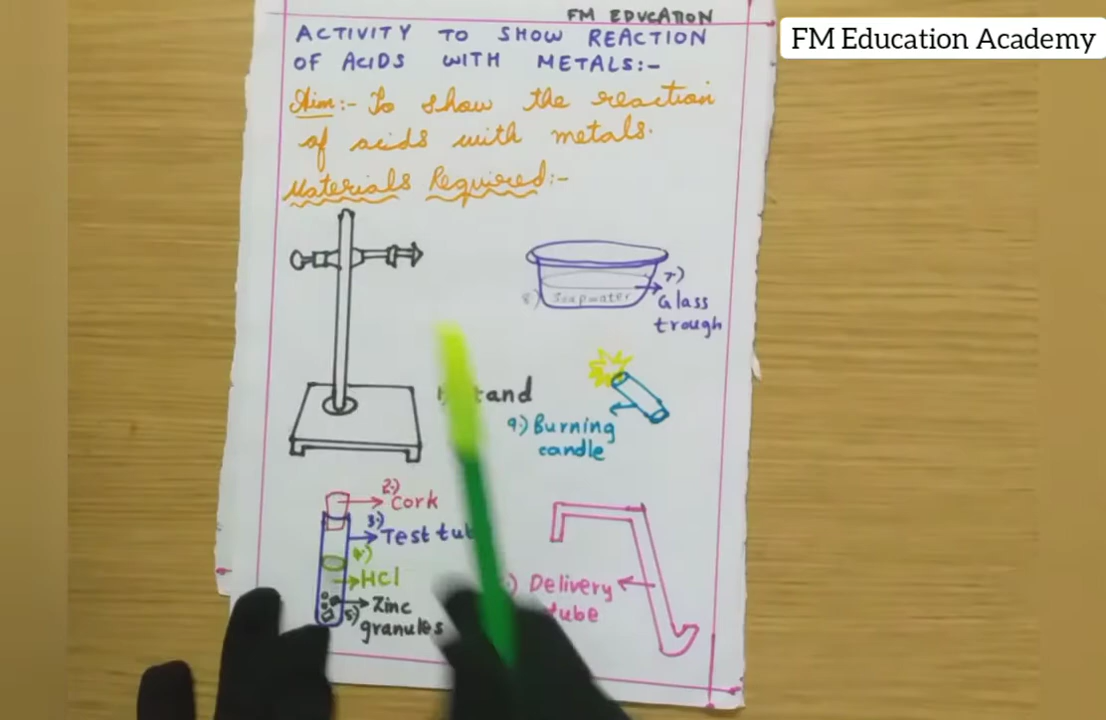 FM EDUCATION
FM Education Academy
ACTIVITY TO SHOW REACTION
OF ACIDS WITH METALS:-
Aim:- To show the reaction
of acids with metals.
Materials Required:-
7)
8) Soapwater
Glass
trough
9) Burning
candle
2) Cork
3) Test
4) HCl
5) Zinc
granules
Delivery
tube